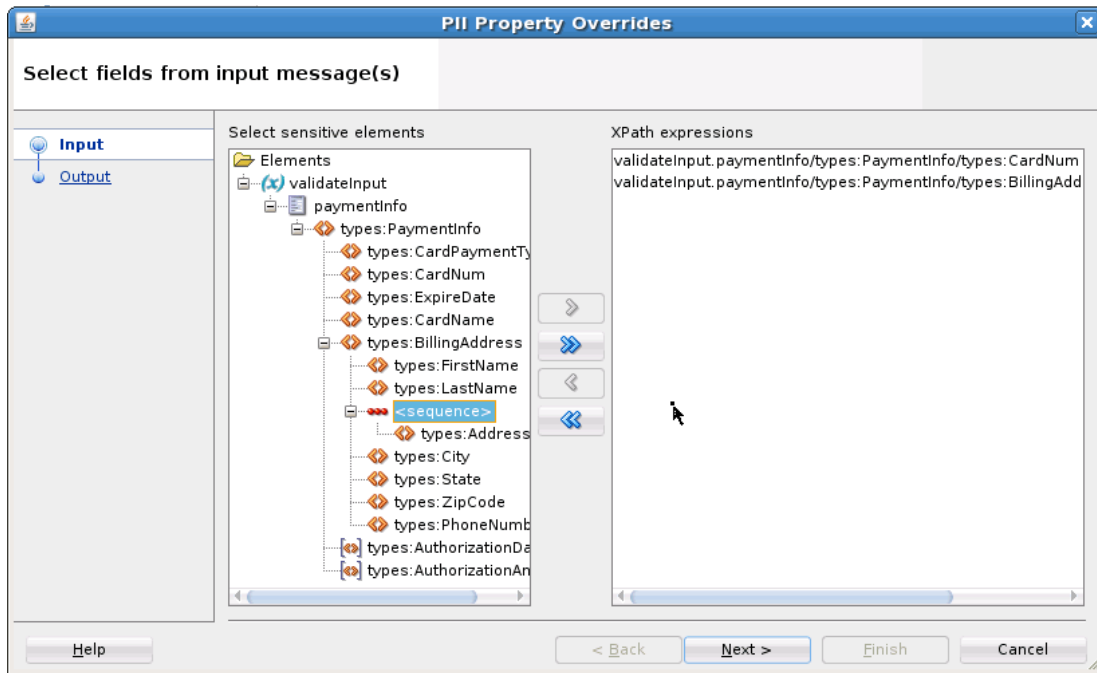 PII Property Overrides
Select fields from input message(s)
Input
Output
Select sensitive elements
Elements
(x) validateInput
paymentInfo
types:PaymentInfo
types:CardPaymentTy
types:CardNum
types:ExpireDate
types:CardName
types:BillingAddress
types:FirstName
types:LastName
<sequence>
types:Address
types:City
types:State
types:ZipCode
types:PhoneNumb
types:AuthorizationDa
types:AuthorizationAn
XPath expressions
validateInput.paymentInfo/types:PaymentInfo/types:CardNum
validateInput.paymentInfo/types:PaymentInfo/types:BillingAdd
Help
< Back
Next >
Finish
Cancel